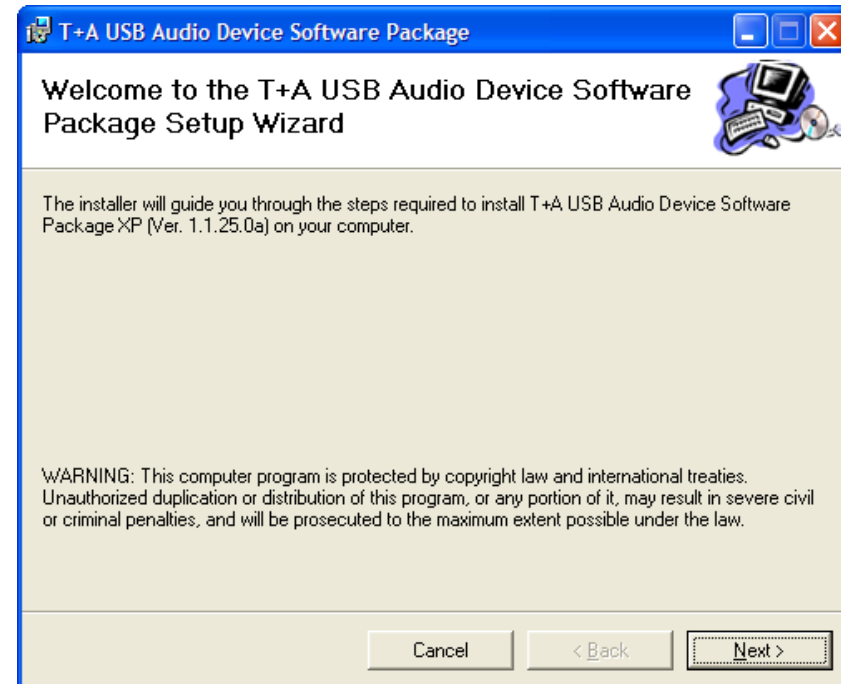 T+A USB Audio Device Software Package
Welcome to the T+A USB Audio Device Software
Package Setup Wizard
The installer will guide you through the steps required to install T+A USB Audio Device Software
Package XP (Ver. 1.1.25.0a) on your computer.
WARNING: This computer program is protected by copyright law and international treaties.
Unauthorized duplication or distribution of this program, or any portion of it, may result in severe civil
or criminal penalties, and will be prosecuted to the maximum extent possible under the law.
Cancel
< Back
Next >